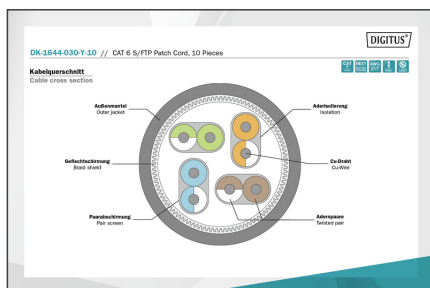 DIGITUS®
DK-1644-030-Y-10 // CAT 6 S/FTP Patch Cord, 10 Pieces
Kabelquerschnitt
Cable cross section
Außenmantel
Outer jacket
Aderisolierung
Isolation
Geflechtschirmung
Braid shield
Cu-Draht
Cu-Wire
Paarabschirmung
Pair screen
Adernpaare
Twisted pair